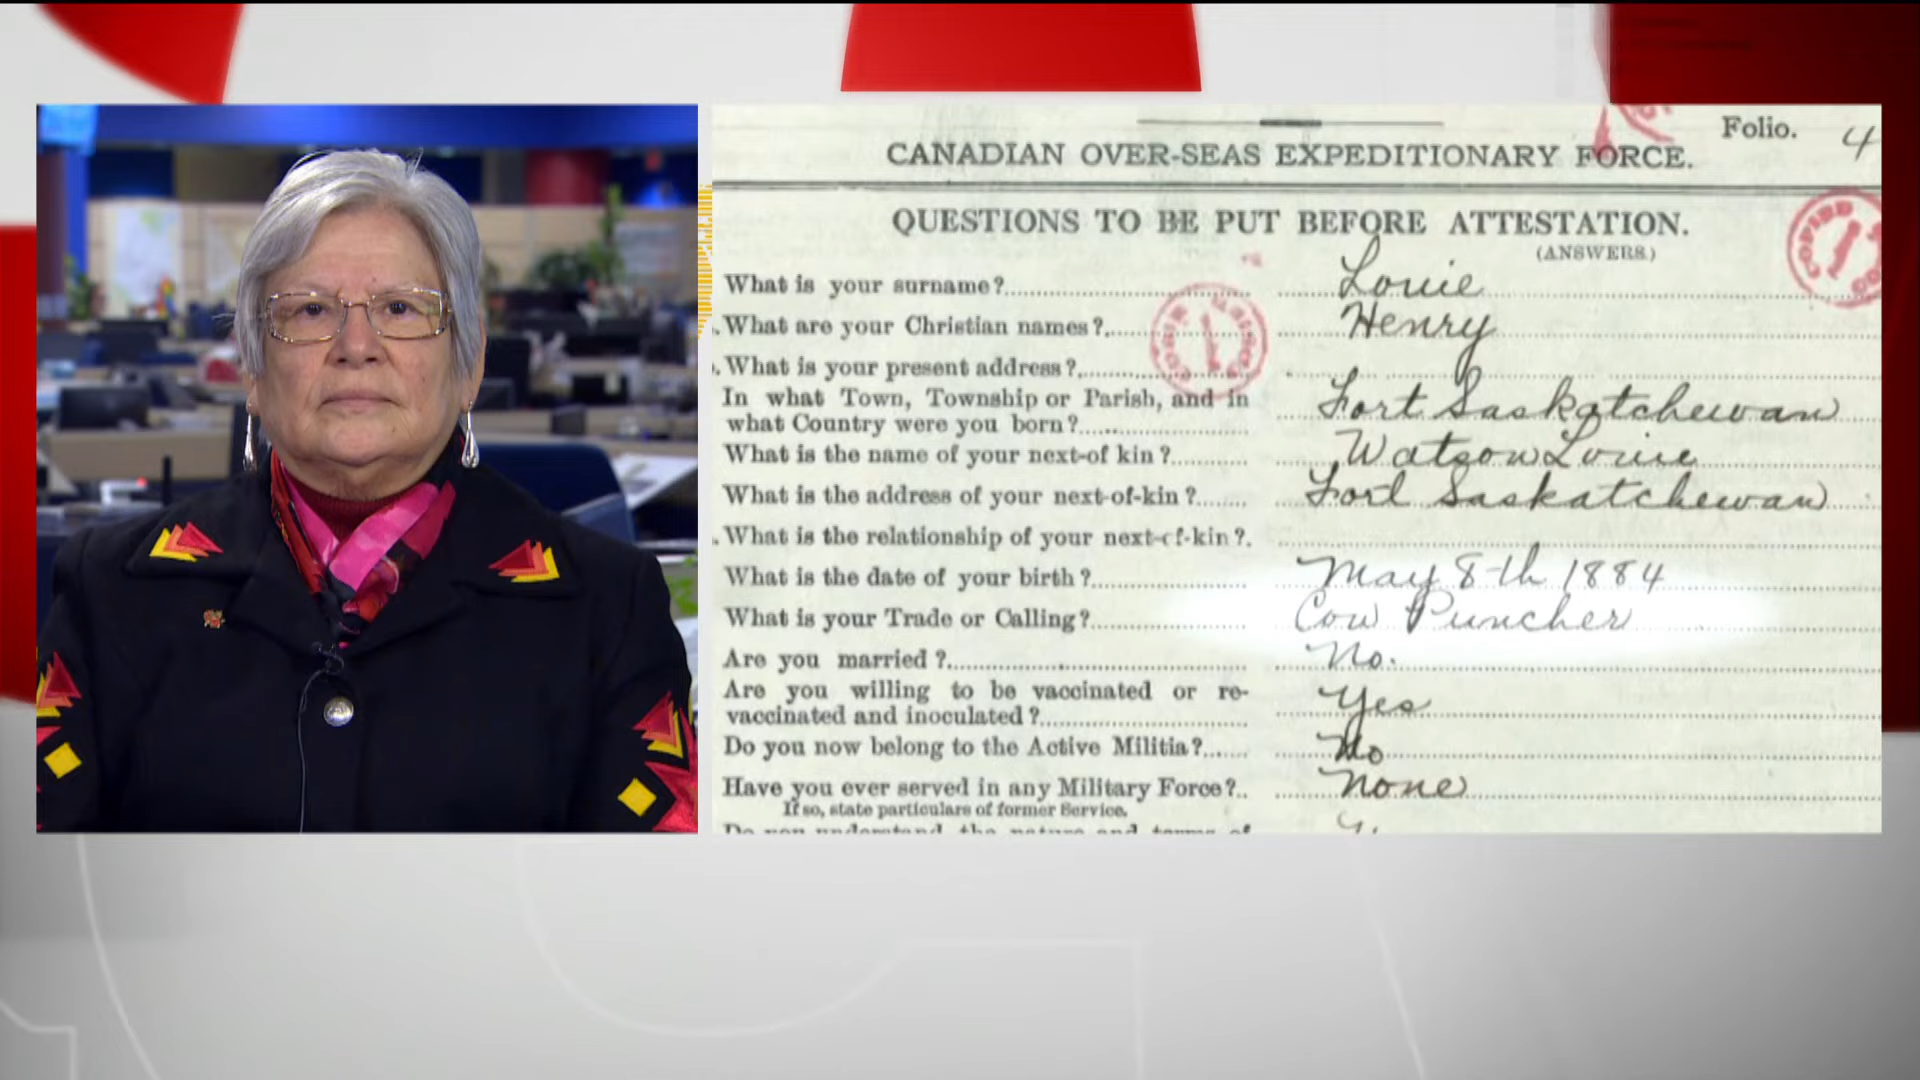 Folio. 4
CANADIAN OVER-SEAS EXPEDITIONARY FORCE.
QUESTIONS TO BE PUT BEFORE ATTESTATION.
(ANSWERS.)
What is your surname?.......... Louie
What are your Christian names?.......... Henry
What is your present address?..........
In what Town, Township or Parish, and in
what Country were you born?.......... Fort Saskatchewan
What is the name of your next-of kin?.......... Watson Louie
What is the address of your next-of-kin?....... Fort Saskatchewan
What is the relationship of your next-of-kin?.
What is the date of your birth?.......... May 8th 1884
What is your Trade or Calling?.......... Cow Puncher
Are you married?.......... No.
Are you willing to be vaccinated or re-
vaccinated and inoculated?.......... Yes
Do you now belong to the Active Militia?...... No
Have you ever served in any Military Force?.. None
If so, state particulars of former Service.
COPIED